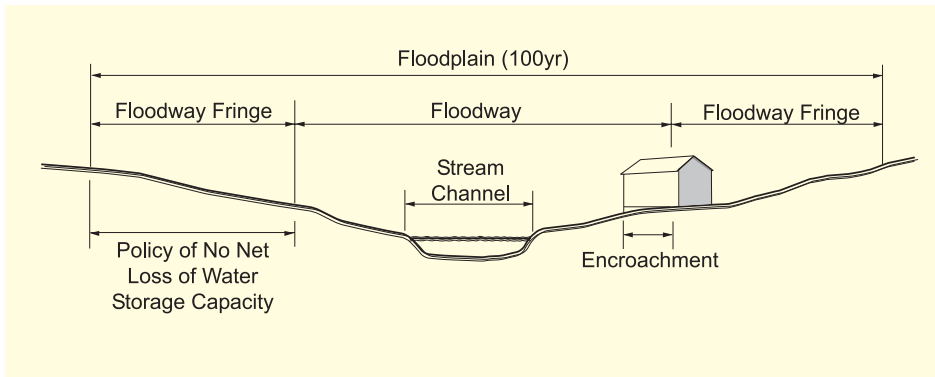 Floodplain (100yr)
Floodway Fringe
Floodway
Floodway Fringe
Stream
Channel
Policy of No Net
Loss of Water
Storage Capacity
Encroachment